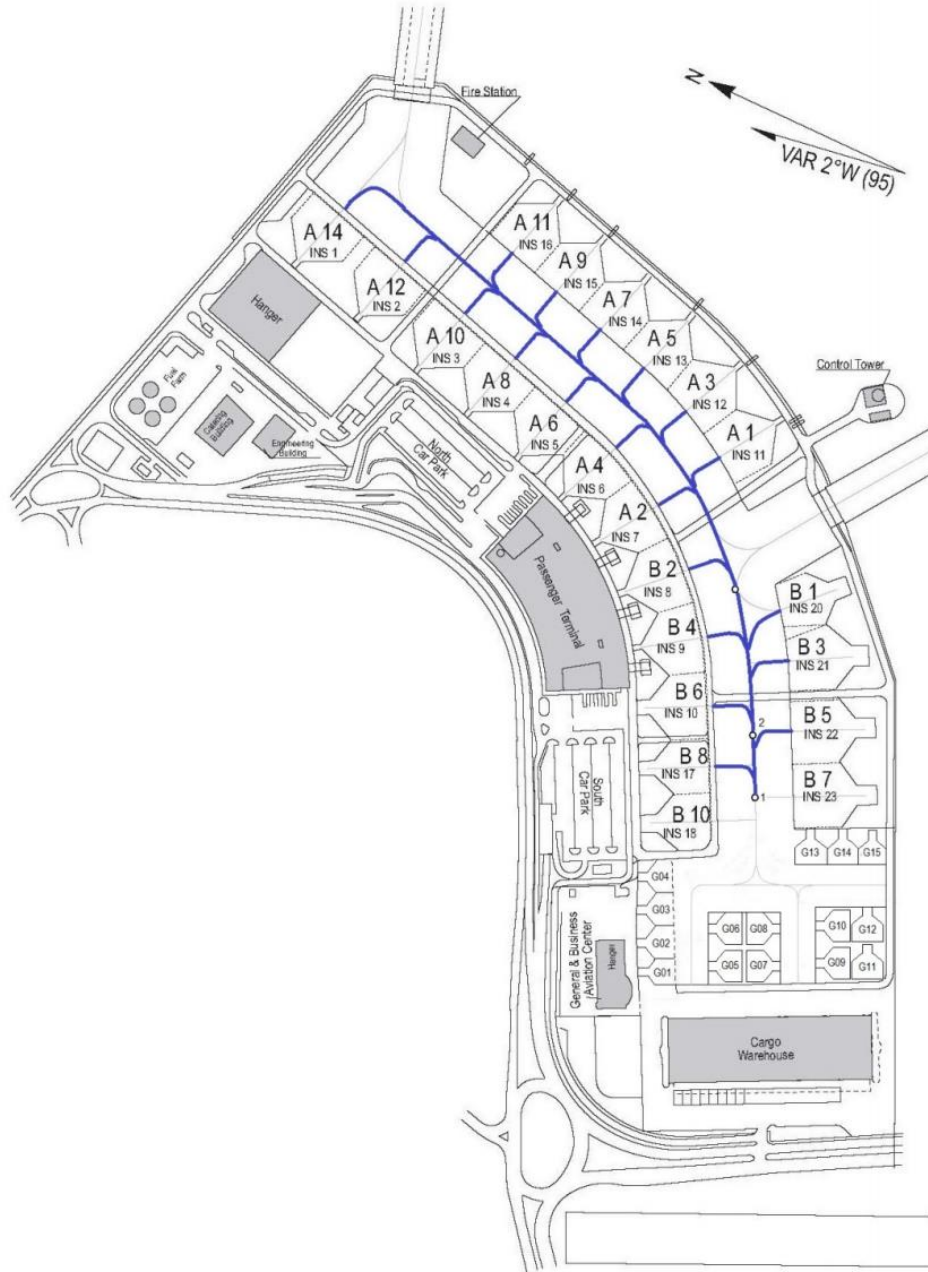 Fire Station
N
VAR 2°W (95)
A 14
INS 1
A 12
INS 2
A 10
INS 3
A 8
INS 4
A 6
INS 5
A 4
INS 6
A 2
INS 7
B 2
INS 8
B 4
INS 9
B 6
INS 10
B 8
INS 17
B 10
INS 18
A 11
INS 16
A 9
INS 15
A 7
INS 14
A 5
INS 13
A 3
INS 12
A 1
INS 11
Control Tower
B 1
INS 20
B 3
INS 21
B 5
INS 22
B 7
INS 23
2
1
Hanger
Fuel
Farm
Catering
Building
Engineering
Building
North
Car Park
Passenger Terminal
South
Car Park
G13
G14
G15
G04
G03
G02
G01
G06
G08
G05
G07
G10
G12
G09
G11
General & Business
Aviation Center
Hanger
Cargo
Warehouse